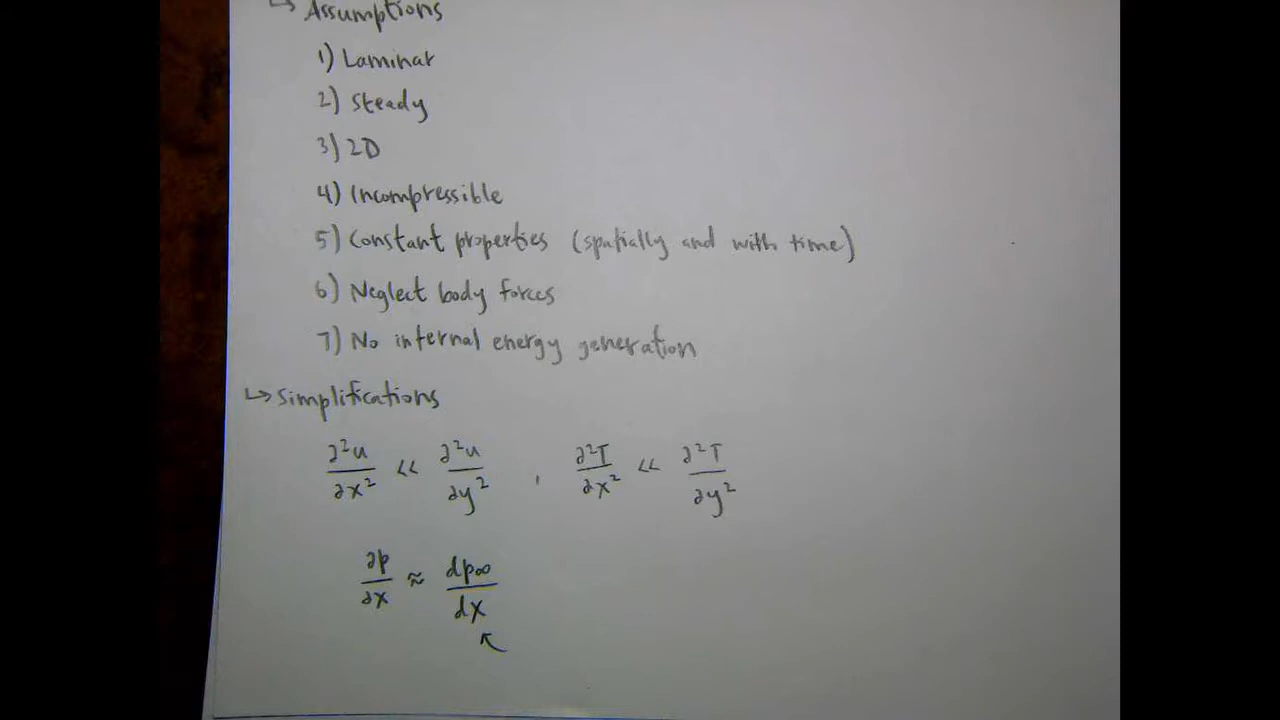 ↳ Assumptions
1) Laminar
2) Steady
3) 2D
4) Incompressible
5) Constant properties (spatially and with time)
6) Neglect body forces
7) No internal energy generation
↳ Simplifications
∂²u/∂x² << ∂²u/∂y² , ∂²T/∂x² << ∂²T/∂y²
∂p/∂x ≈ dp∞/dx